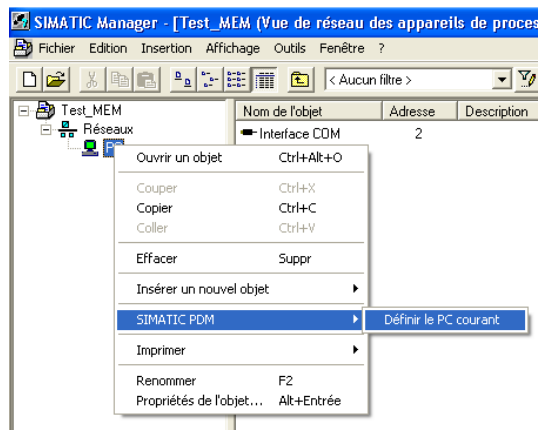 SIMATIC Manager - [Test_MEM (Vue de réseau des appareils de proces
Fichier Edition Insertion Affichage Outils Fenêtre ?
< Aucun filtre >
Test_MEM
Réseaux
Nom de l'objet Adresse Description
Interface COM 2
Ouvrir un objet Ctrl+Alt+O
Couper Ctrl+X
Copier Ctrl+C
Coller Ctrl+V
Effacer Suppr
Insérer un nouvel objet
SIMATIC PDM
Définir le PC courant
Imprimer
Renommer F2
Propriétés de l'objet... Alt+Entrée